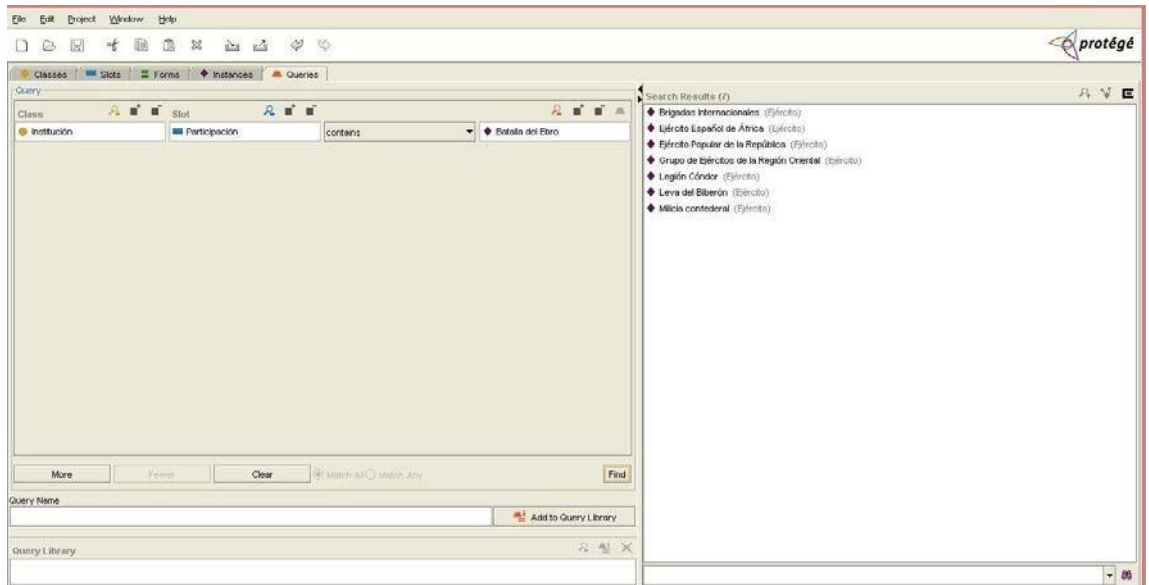 File Edit Project Window Help
protégé
Classes Slots Forms Instances Queries
Query
Class Slot
Institución Participación contains Batalla del Ebro
More Fewer Clear Match All Match Any Find
Query Name
Add to Query Library
Query Library
Search Results (7)
Brigadas Internacionales (Ejército)
Ejército Español de África (Ejército)
Ejército Popular de la República (Ejército)
Grupo de Ejércitos de la Región Oriental (Ejército)
Legión Cóndor (Ejército)
Leva del Biberón (Ejército)
Milicia confederal (Ejército)